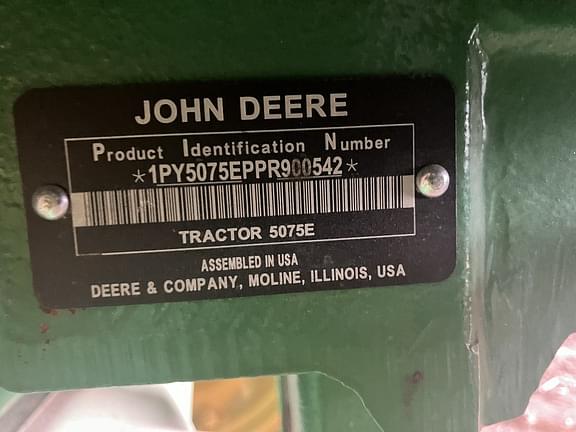 JOHN DEERE
Product Identification Number
*1PY5075EPPR900542*
TRACTOR 5075E
ASSEMBLED IN USA
DEERE & COMPANY, MOLINE, ILLINOIS, USA